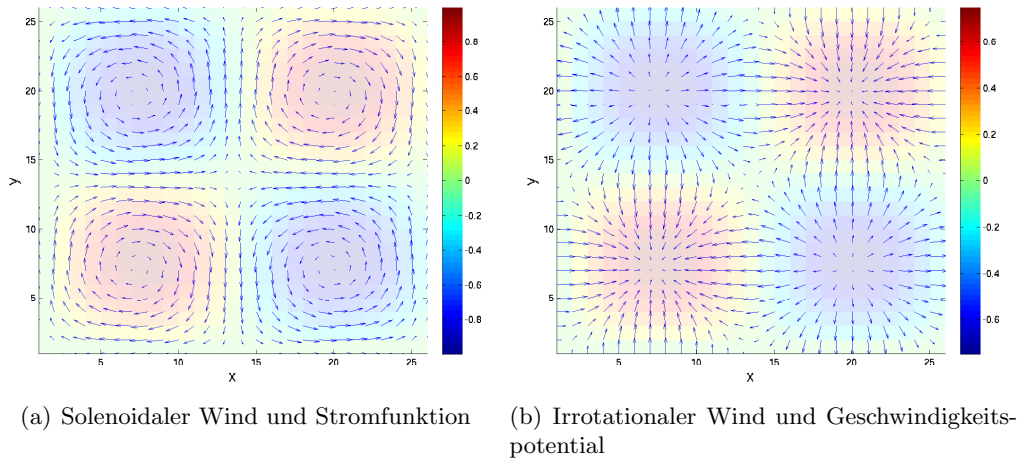 25
20
15
10
5
5 10 15 20 25
x
y
0.8
0.6
0.4
0.2
0
-0.2
-0.4
-0.6
-0.8
25
20
15
10
5
5 10 15 20 25
x
y
0.6
0.4
0.2
0
-0.2
-0.4
-0.6
(a) Solenoidaler Wind und Stromfunktion
(b) Irrotationaler Wind und Geschwindigkeits-
potential